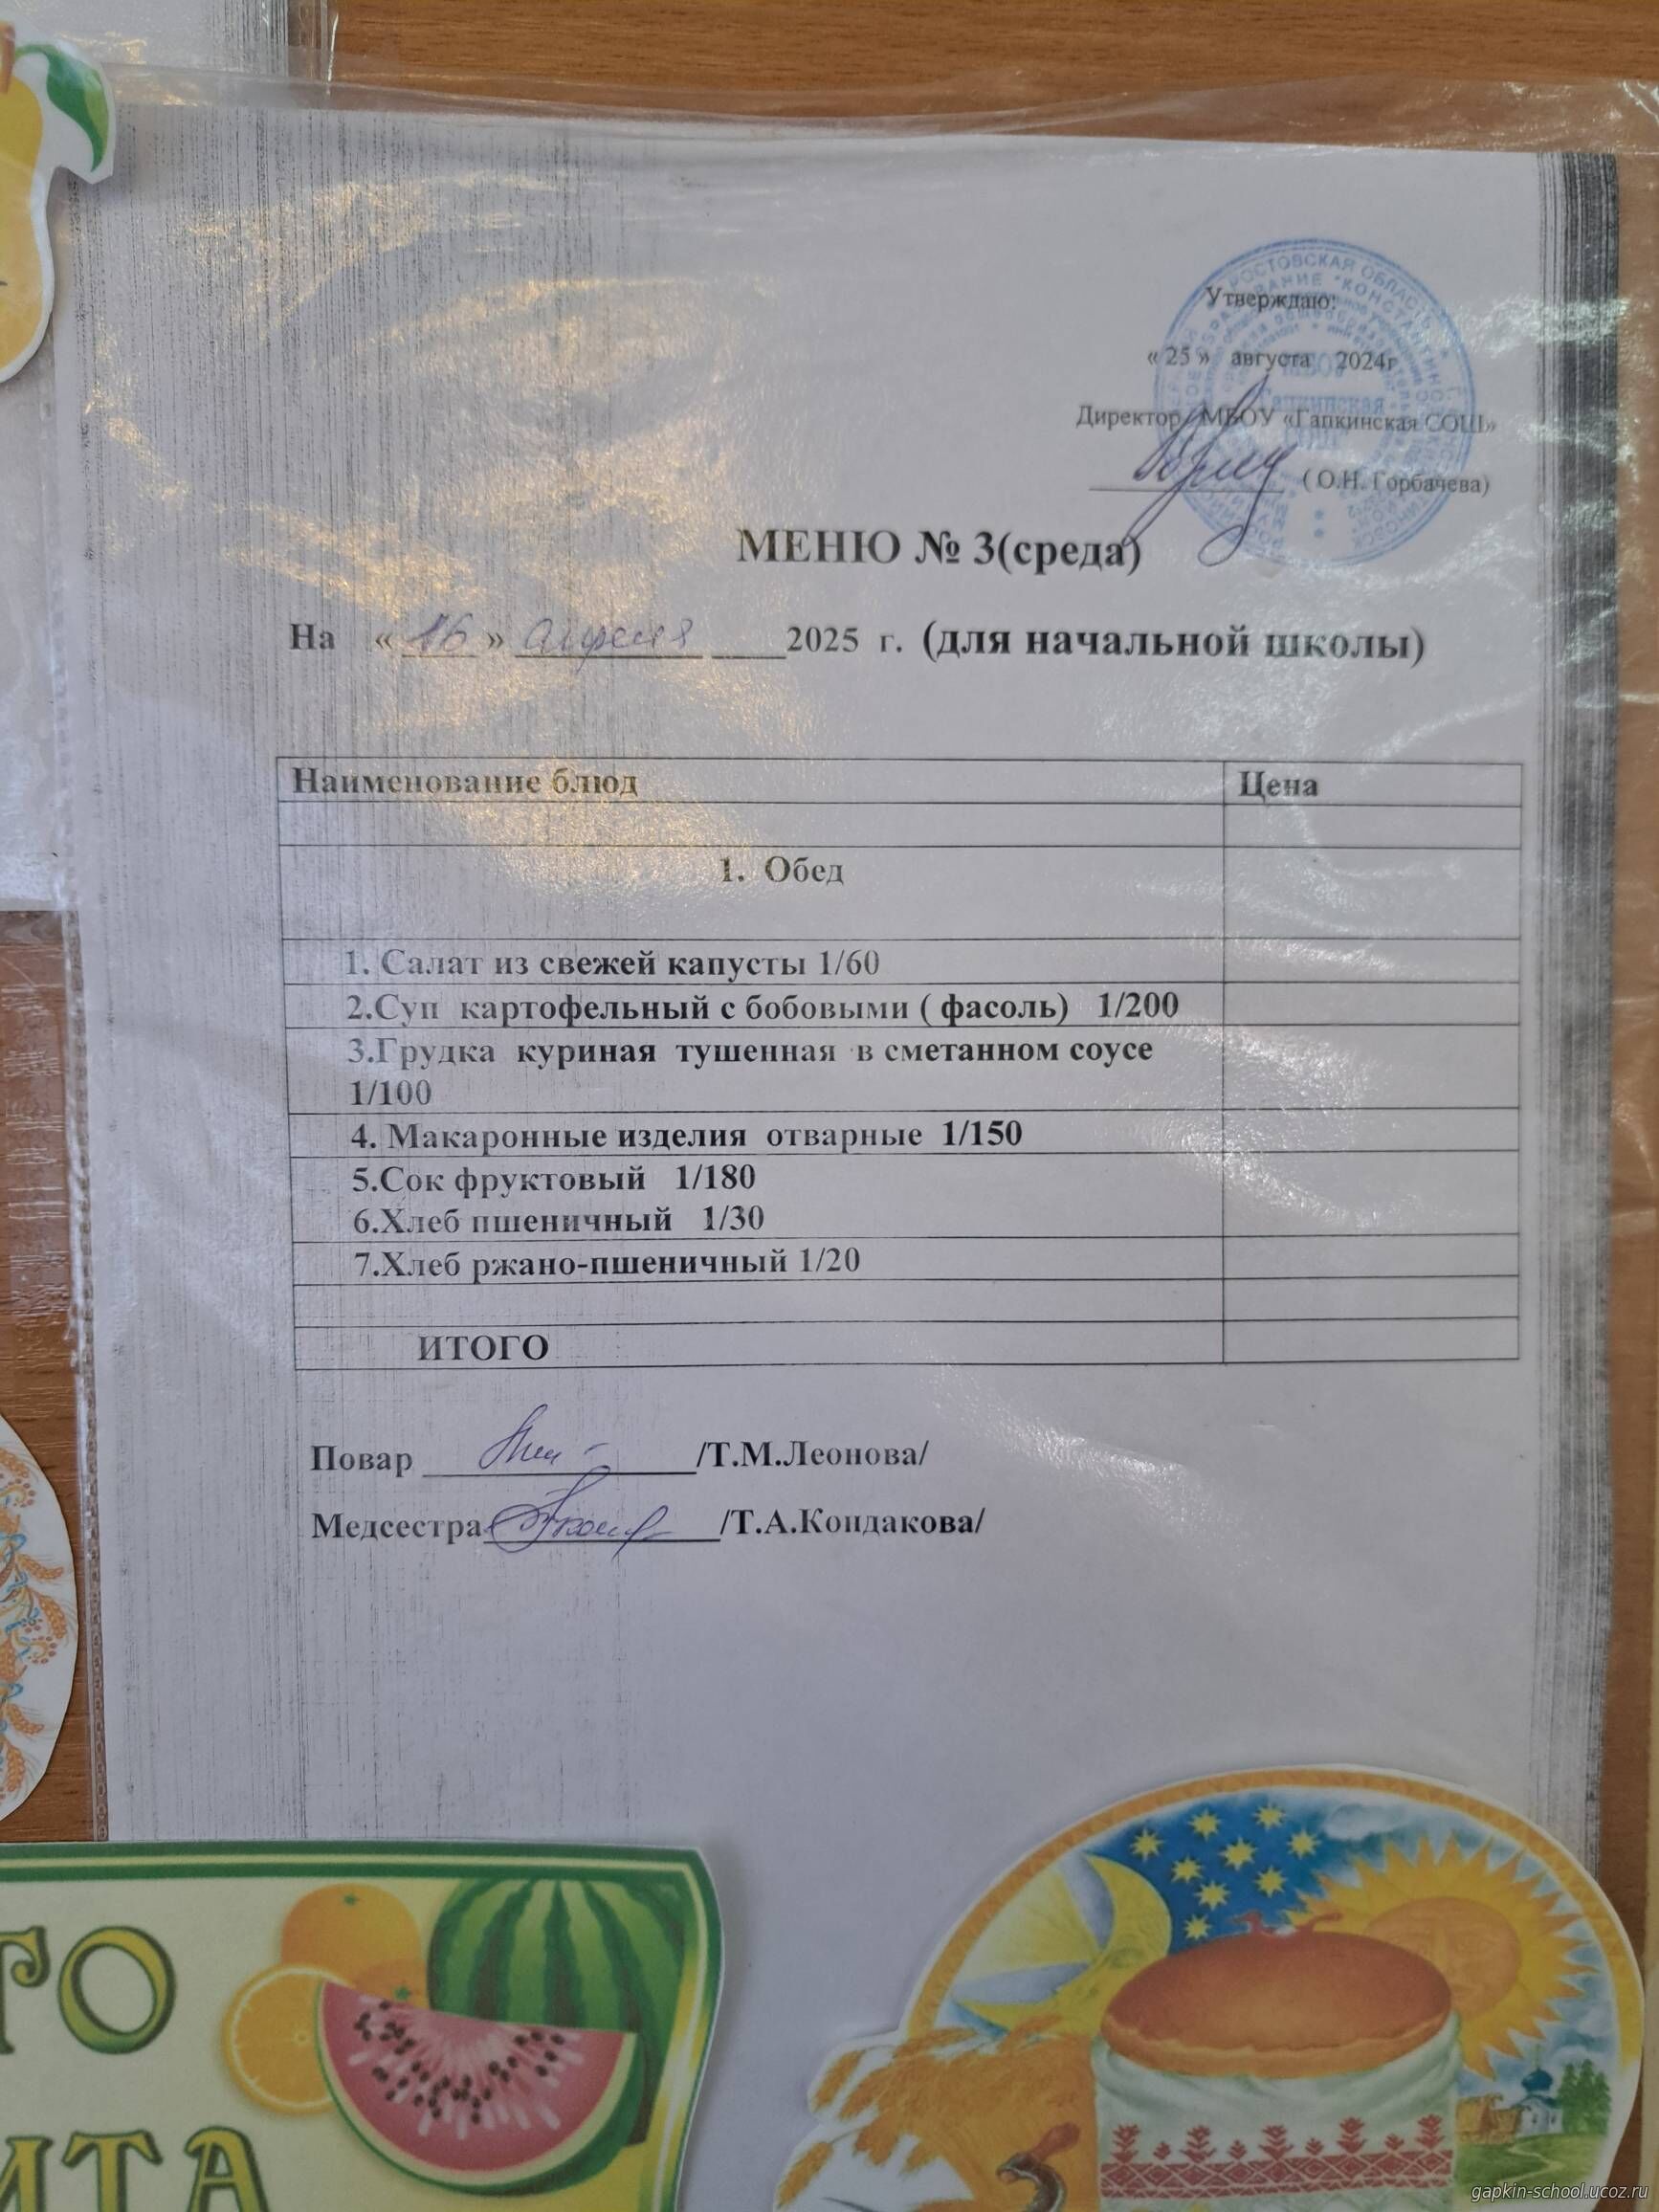 РОСТОВСКАЯ ОБЛАСТЬ
Утверждаю:
« 25 » августа 2024г
Директор МБОУ «Гапкинская СОШ»
( О.Н. Горбачева)
МЕНЮ № 3(среда)
На « 16 » апреля 2025 г. (для начальной школы)
Наименование блюд Цена
1. Обед
1. Салат из свежей капусты 1/60
2.Суп картофельный с бобовыми ( фасоль) 1/200
3.Грудка куриная тушенная в сметанном соусе
1/100
4. Макаронные изделия отварные 1/150
5.Сок фруктовый 1/180
6.Хлеб пшеничный 1/30
7.Хлеб ржано-пшеничный 1/20
ИТОГО
Повар /Т.М.Леонова/
Медсестра /Т.А.Кондакова/
ГО
ИТА
gapkin-school.ucoz.ru